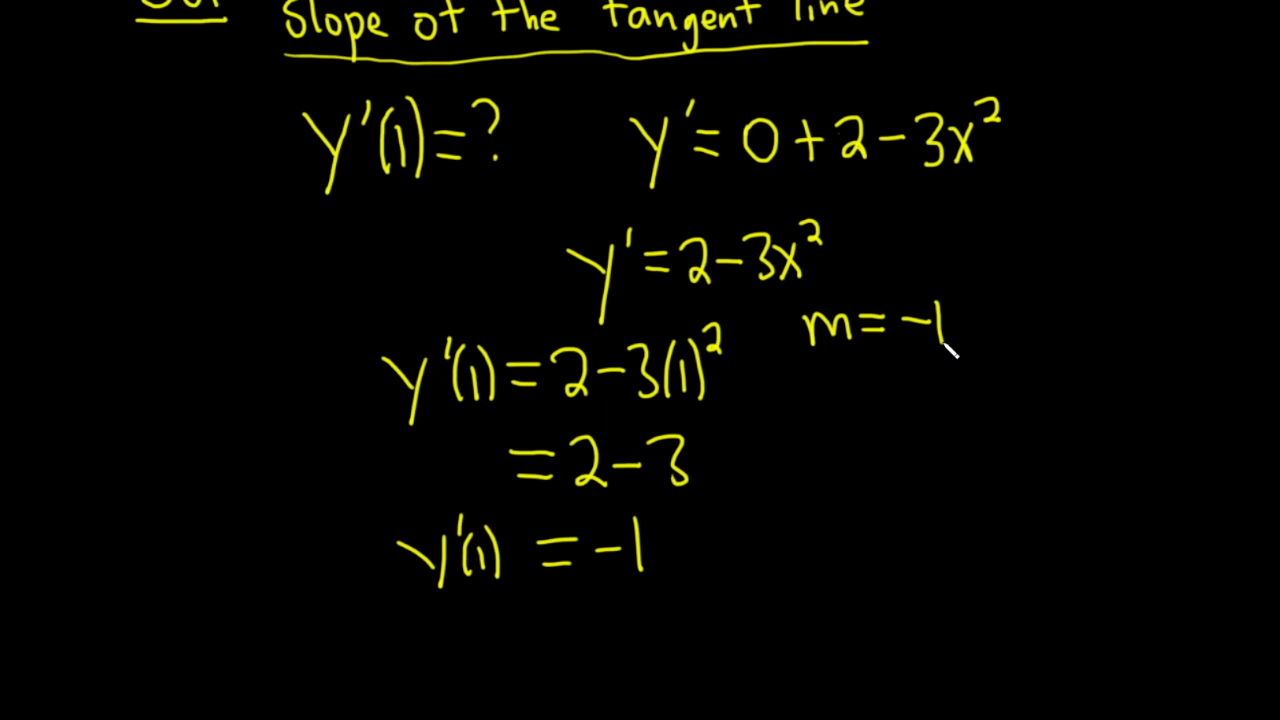 Slope of the tangent line
y'(1)=? y'=0+2-3x²
y'=2-3x²
m=-1
y'(1)=2-3(1)²
=2-3
y'(1) =-1